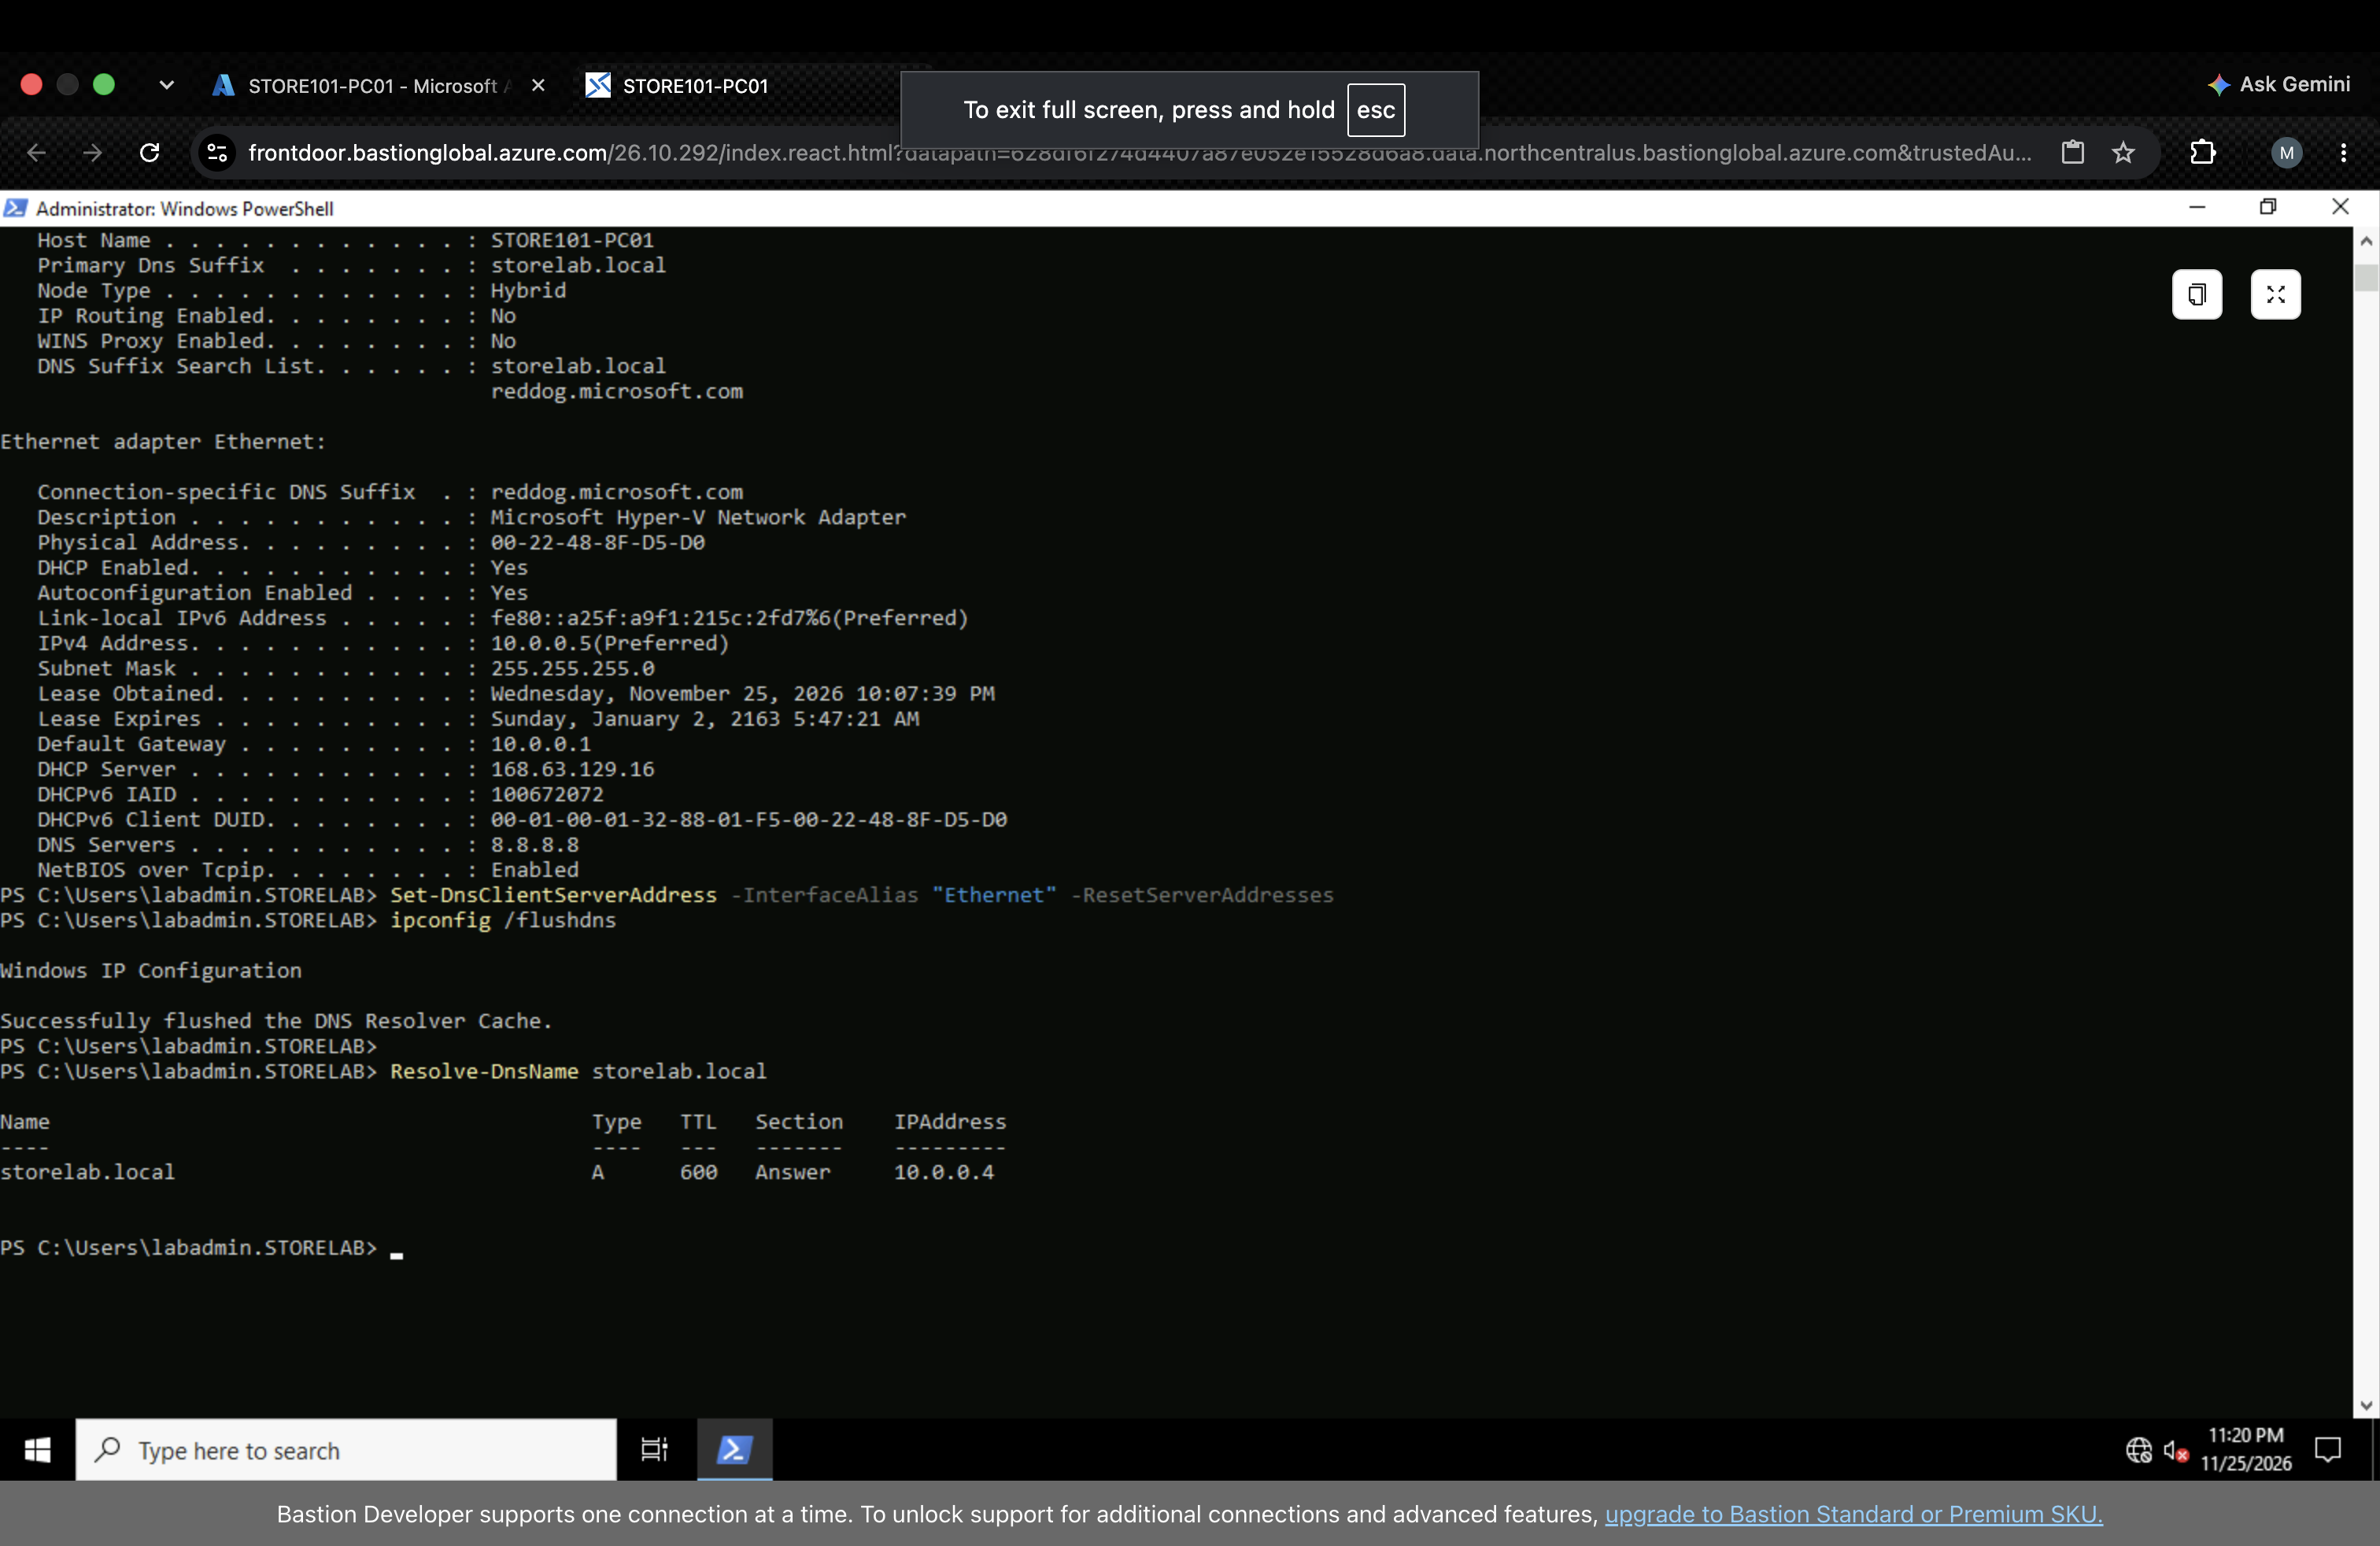 STORE101-PC01 - Microsoft
STORE101-PC01
To exit full screen, press and hold esc
Ask Gemini
frontdoor.bastionglobal.azure.com/26.10.292/index.react.html?datapath=628df6f274d4407a87e052e15528d6a8.data.northcentralus.bastionglobal.azure.com&trustedAu...
M
Administrator: Windows PowerShell
Host Name . . . . . . . . . . . . : STORE101-PC01
Primary Dns Suffix  . . . . . . . : storelab.local
Node Type . . . . . . . . . . . . : Hybrid
IP Routing Enabled. . . . . . . . : No
WINS Proxy Enabled. . . . . . . . : No
DNS Suffix Search List. . . . . . : storelab.local
reddog.microsoft.com
Ethernet adapter Ethernet:
Connection-specific DNS Suffix  . : reddog.microsoft.com
Description . . . . . . . . . . . : Microsoft Hyper-V Network Adapter
Physical Address. . . . . . . . . : 00-22-48-8F-D5-D0
DHCP Enabled. . . . . . . . . . . : Yes
Autoconfiguration Enabled . . . . : Yes
Link-local IPv6 Address . . . . . : fe80::a25f:a9f1:215c:2fd7%6(Preferred)
IPv4 Address. . . . . . . . . . . : 10.0.0.5(Preferred)
Subnet Mask . . . . . . . . . . . : 255.255.255.0
Lease Obtained. . . . . . . . . . : Wednesday, November 25, 2026 10:07:39 PM
Lease Expires . . . . . . . . . . : Sunday, January 2, 2163 5:47:21 AM
Default Gateway . . . . . . . . . : 10.0.0.1
DHCP Server . . . . . . . . . . . : 168.63.129.16
DHCPv6 IAID . . . . . . . . . . . : 100672072
DHCPv6 Client DUID. . . . . . . . : 00-01-00-01-32-88-01-F5-00-22-48-8F-D5-D0
DNS Servers . . . . . . . . . . . : 8.8.8.8
NetBIOS over Tcpip. . . . . . . . : Enabled
PS C:\Users\labadmin.STORELAB> Set-DnsClientServerAddress -InterfaceAlias "Ethernet" -ResetServerAddresses
PS C:\Users\labadmin.STORELAB> ipconfig /flushdns
Windows IP Configuration
Successfully flushed the DNS Resolver Cache.
PS C:\Users\labadmin.STORELAB>
PS C:\Users\labadmin.STORELAB> Resolve-DnsName storelab.local
Name Type TTL Section IPAddress
---- ---- --- ------- ---------
storelab.local A 600 Answer 10.0.0.4
PS C:\Users\labadmin.STORELAB>
Type here to search
11:20 PM
11/25/2026
Bastion Developer supports one connection at a time. To unlock support for additional connections and advanced features, upgrade to Bastion Standard or Premium SKU.